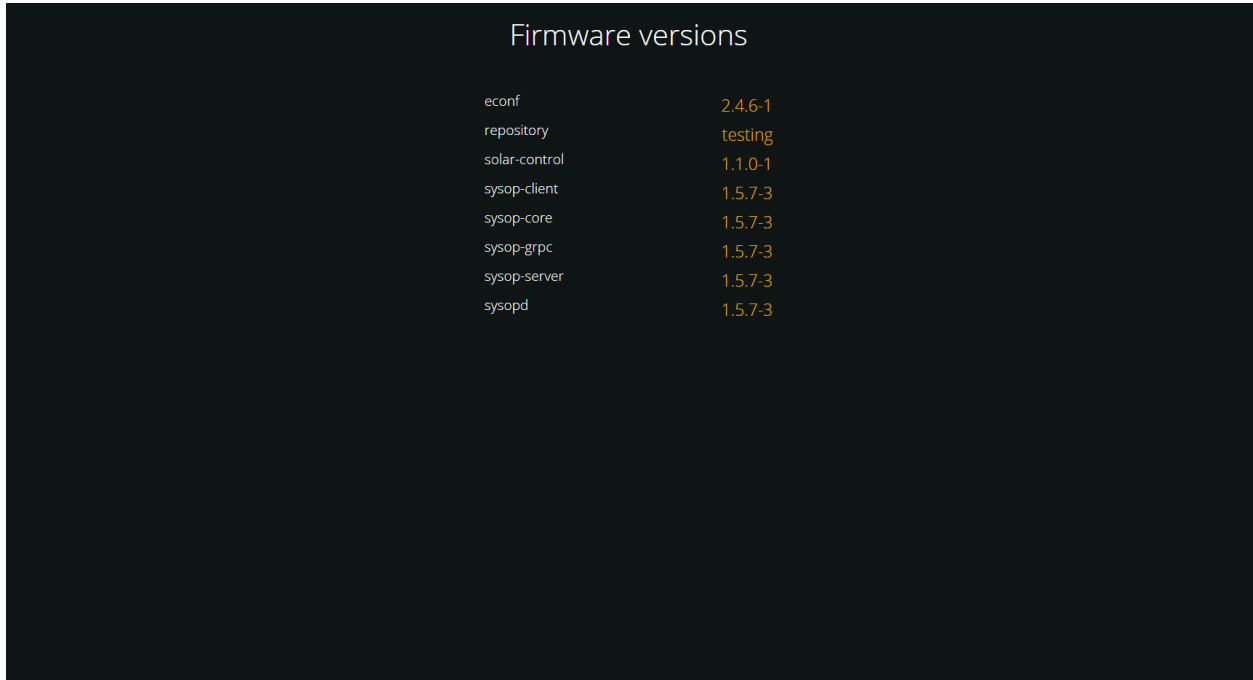 Firmware versions
econf 2.4.6-1
repository testing
solar-control 1.1.0-1
sysop-client 1.5.7-3
sysop-core 1.5.7-3
sysop-grpc 1.5.7-3
sysop-server 1.5.7-3
sysopd 1.5.7-3